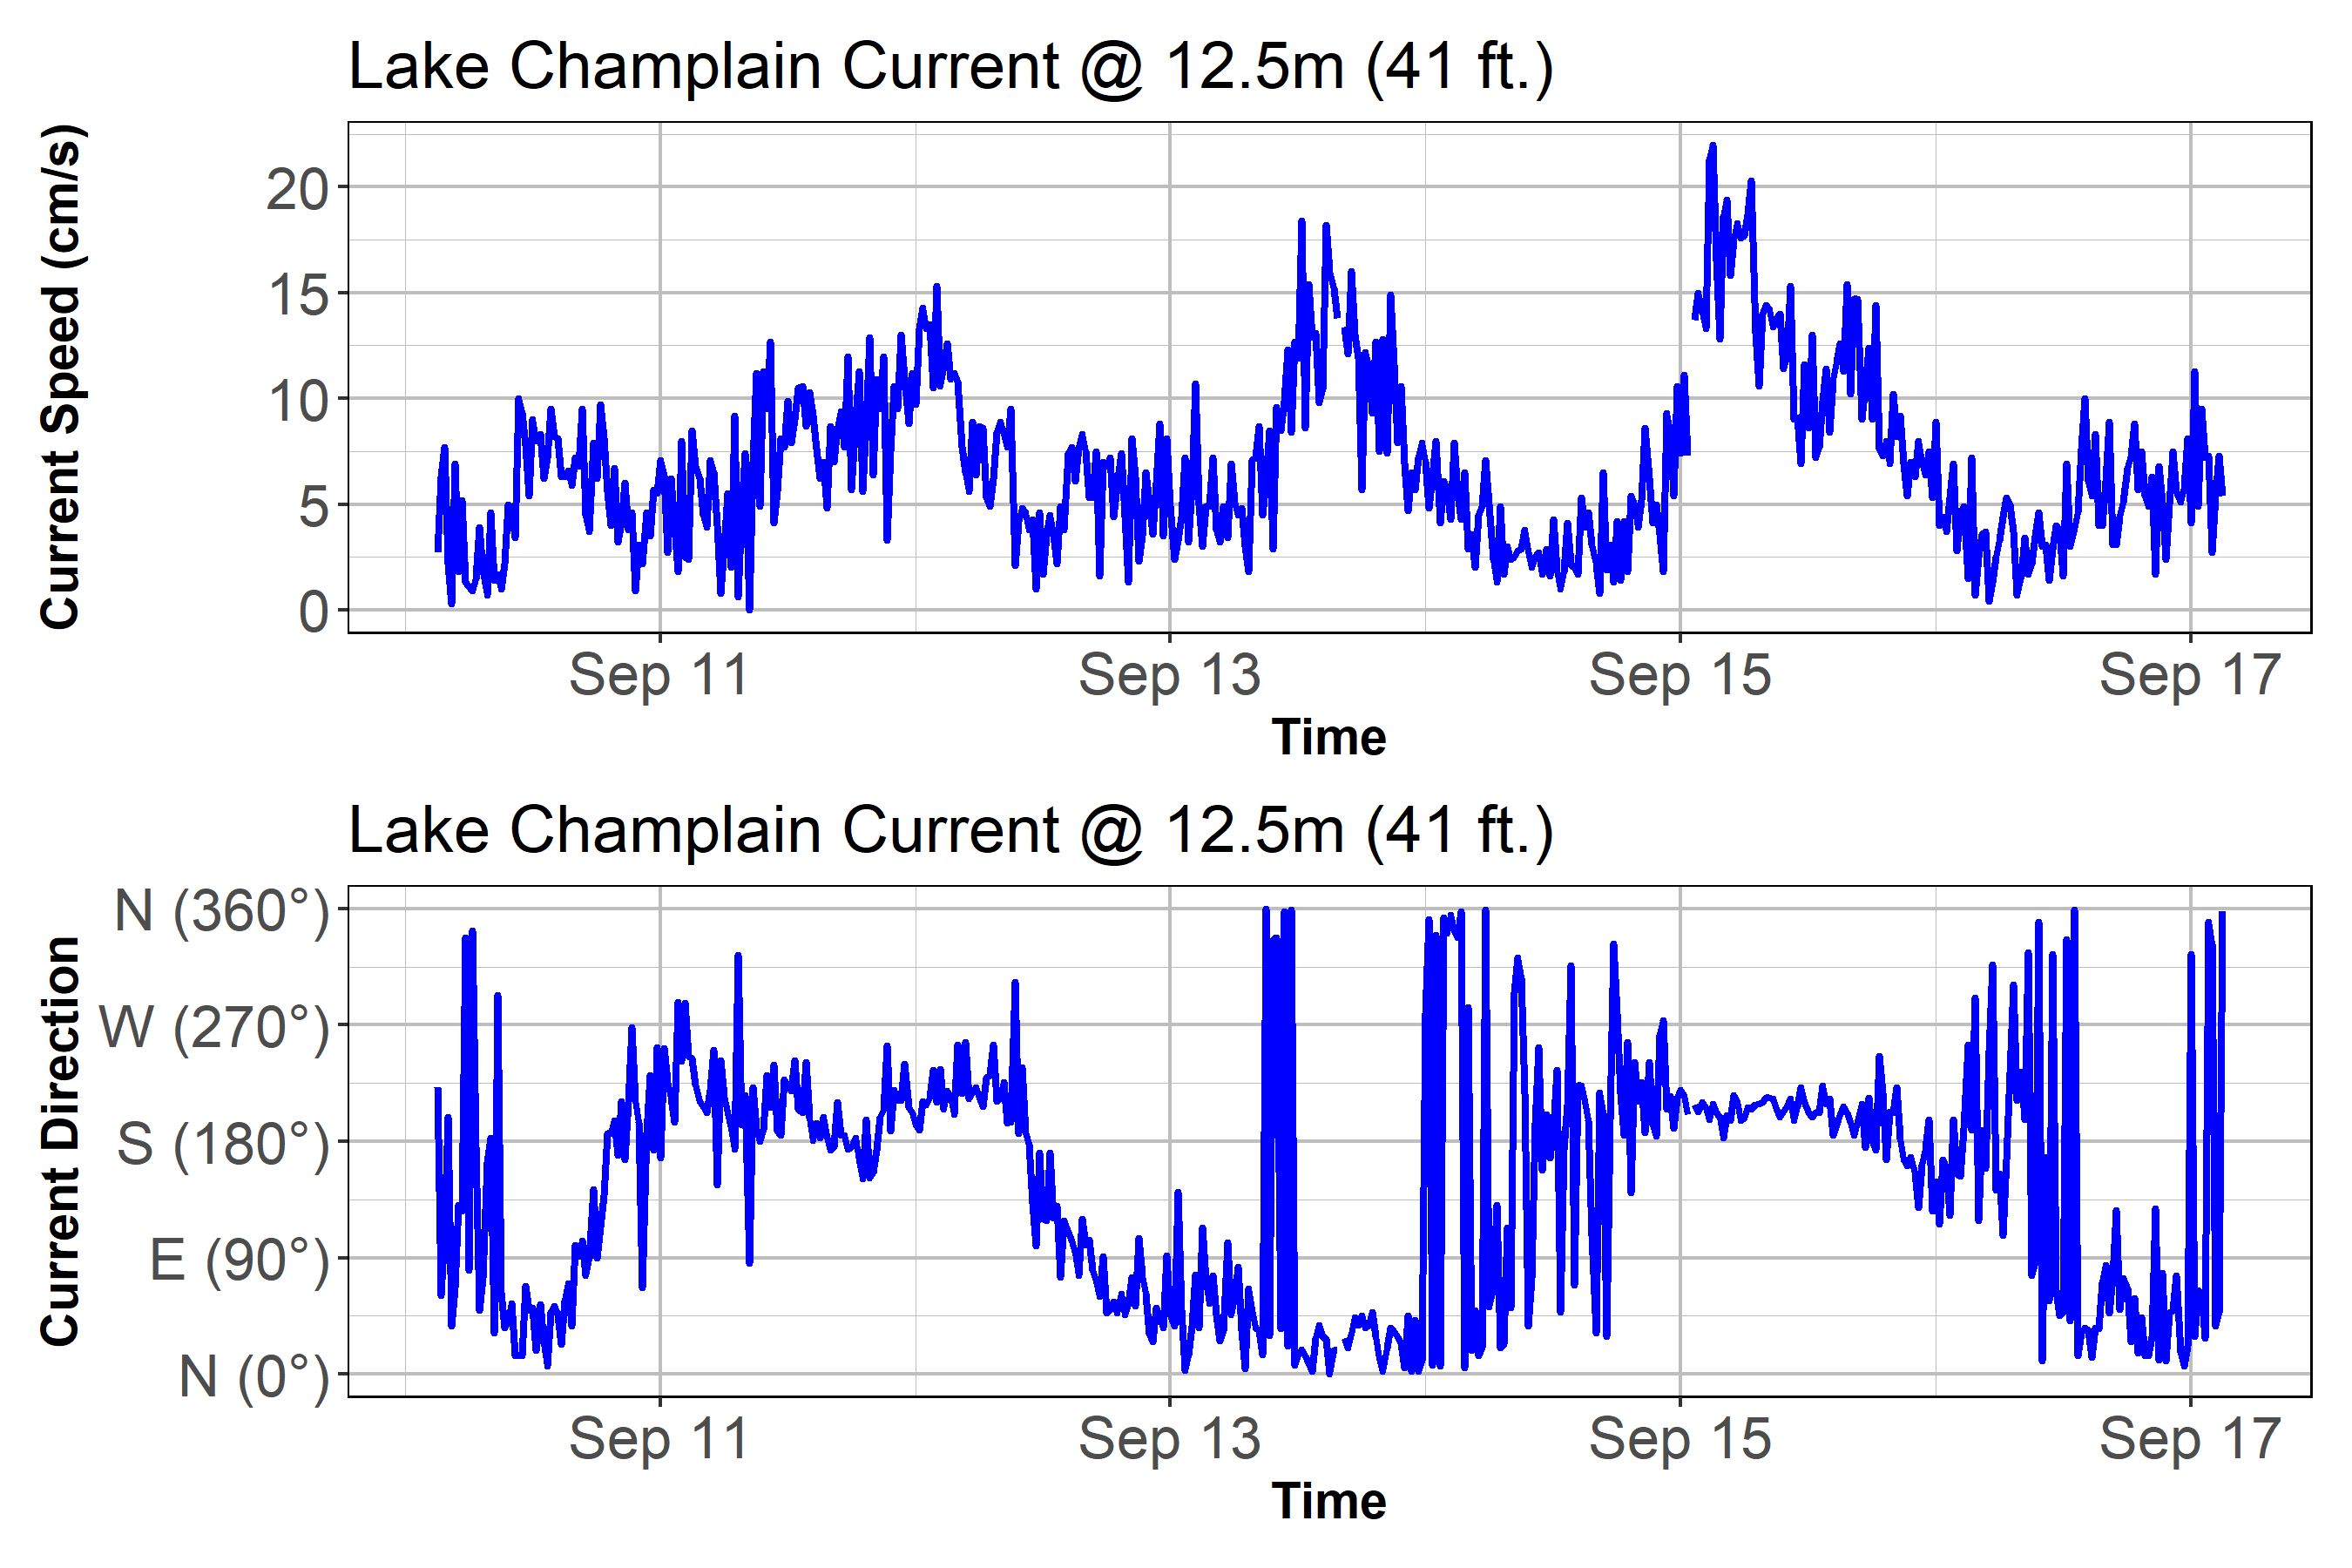 Lake Champlain Current @ 12.5m (41 ft.)
Current Speed (cm/s)
20
15
10
5
0
Sep 11
Sep 13
Sep 15
Sep 17
Time
Lake Champlain Current @ 12.5m (41 ft.)
Current Direction
N (360°)
W (270°)
S (180°)
E (90°)
N (0°)
Sep 11
Sep 13
Sep 15
Sep 17
Time